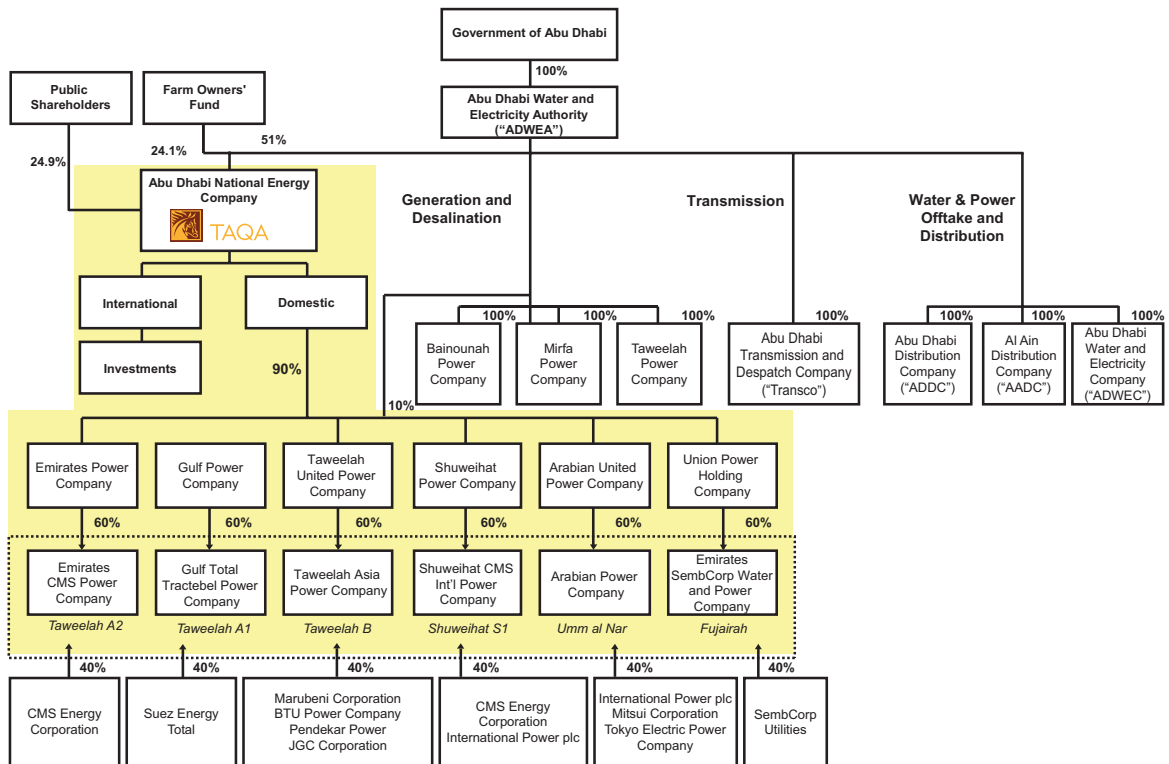 Government of Abu Dhabi
100%
Public
Shareholders
Farm Owners'
Fund
Abu Dhabi Water and
Electricity Authority
(“ADWEA”)
51%
24.9%
24.1%
Abu Dhabi National Energy
Company
TAQA
Generation and
Desalination
Transmission
Water & Power
Offtake and
Distribution
International
Domestic
Investments
90%
10%
100%
100%
100%
100%
100%
100%
100%
Bainounah
Power
Company
Mirfa
Power
Company
Taweelah
Power
Company
Abu Dhabi
Transmission and
Despatch Company
(“Transco”)
Abu Dhabi
Distribution
Company
(“ADDC”)
Al Ain
Distribution
Company
(“AADC”)
Abu Dhabi
Water and
Electricity
Company
(“ADWEC”)
Emirates Power
Company
Gulf Power
Company
Taweelah
United Power
Company
Shuweihat
Power Company
Arabian United
Power Company
Union Power
Holding
Company
60%
60%
60%
60%
60%
60%
Emirates
CMS Power
Company
Gulf Total
Tractebel Power
Company
Taweelah Asia
Power Company
Shuweihat CMS
Int'l Power
Company
Arabian Power
Company
Emirates
SembCorp Water
and Power
Company
Taweelah A2
Taweelah A1
Taweelah B
Shuweihat S1
Umm al Nar
Fujairah
40%
40%
40%
40%
40%
40%
CMS Energy
Corporation
Suez Energy
Total
Marubeni Corporation
BTU Power Company
Pendekar Power
JGC Corporation
CMS Energy
Corporation
International Power plc
International Power plc
Mitsui Corporation
Tokyo Electric Power
Company
SembCorp
Utilities